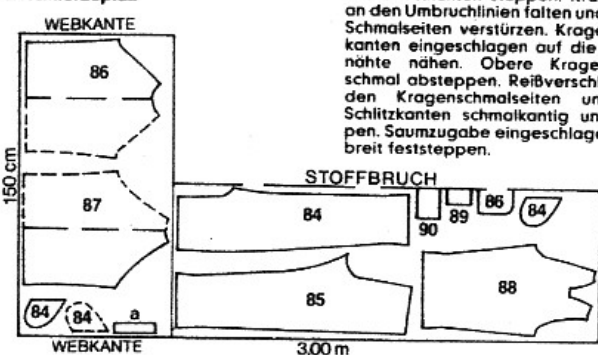 WEBKANTE
an den Umbruchlinien falten und
Schmalseiten verstürzen. Krage
kanten eingeschlagen auf die
nähte nähen. Obere Krage
schmal absteppen. Reißverschl
den Kragenschmalseiten un
Schlitzkanten schmalkantig un
pen. Saumzugabe eingeschlage
breit feststeppen.
86
150 cm
STOFFBRUCH
87
84
90
89
86
84
85
88
84
84
a
WEBKANTE
3,00 m